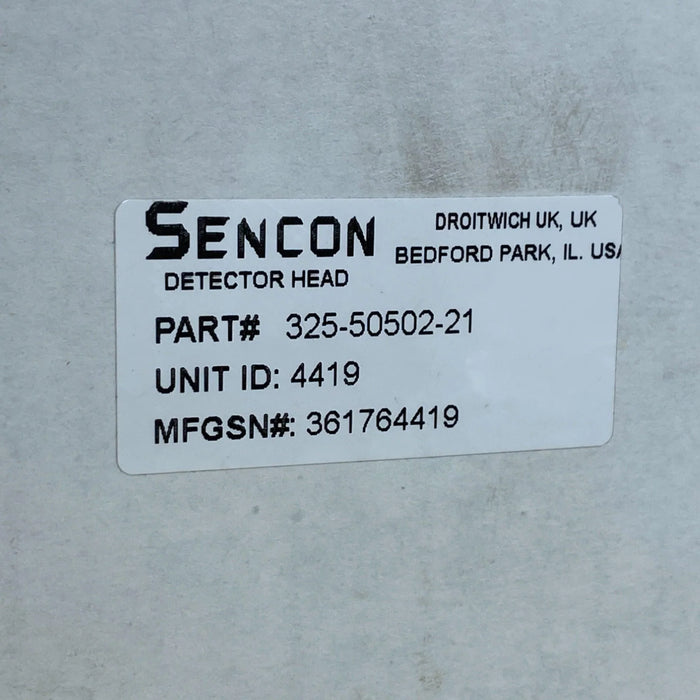 SENCON
DROITWICH UK, UK
BEDFORD PARK, IL. USA
DETECTOR HEAD
PART# 325-50502-21
UNIT ID: 4419
MFGSN#: 361764419